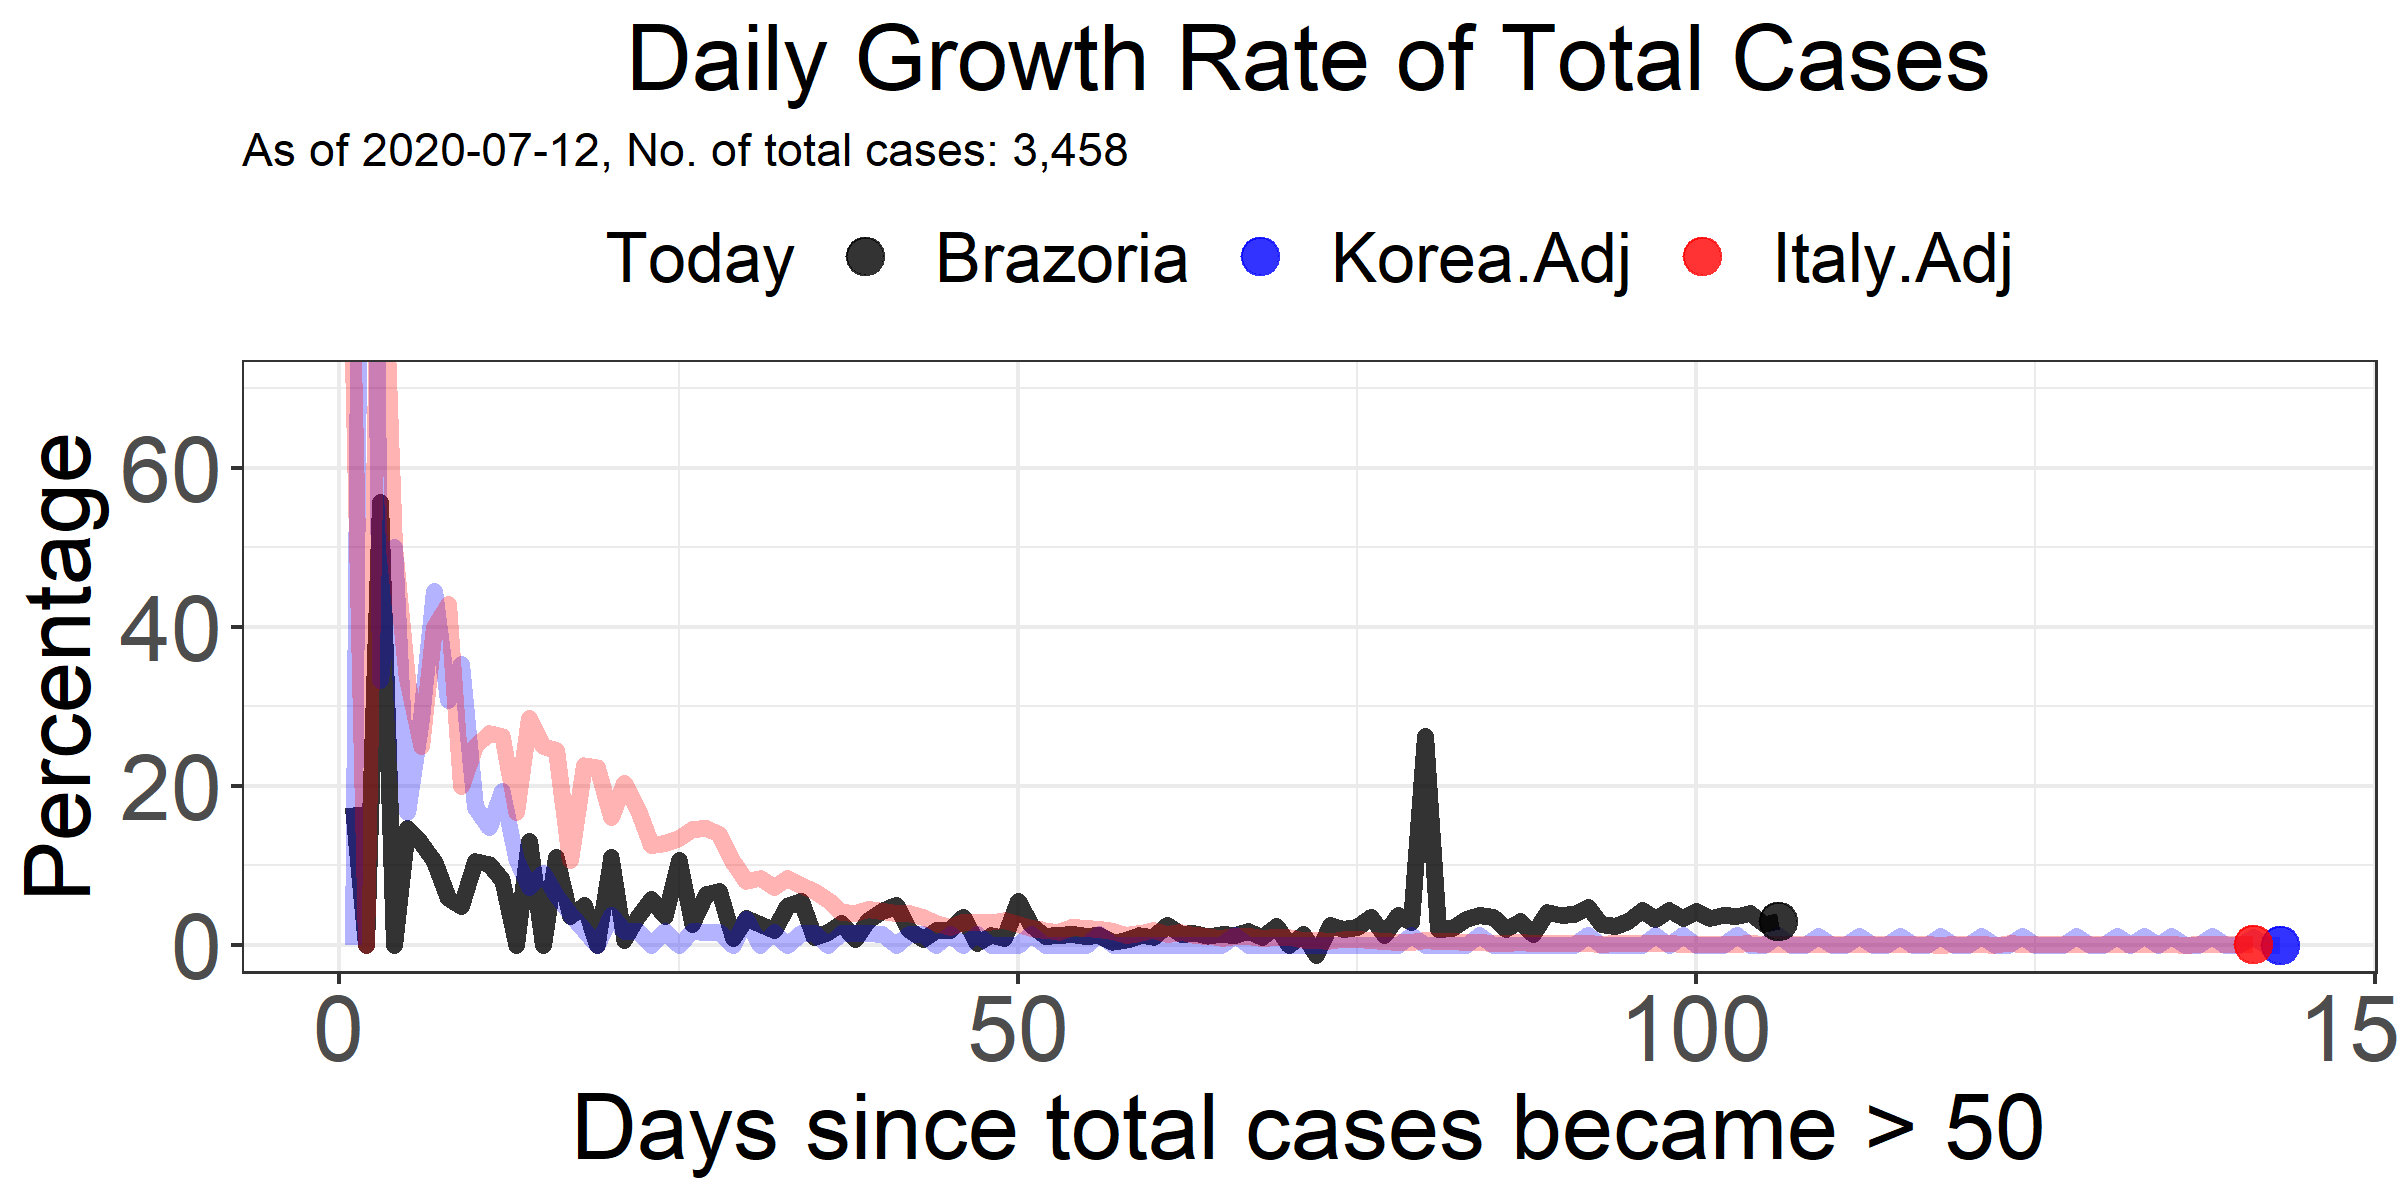 Daily Growth Rate of Total Cases
As of 2020-07-12, No. of total cases: 3,458
Today Brazoria Korea.Adj Italy.Adj
Percentage
60
40
20
0
0 50 100 15
Days since total cases became > 50